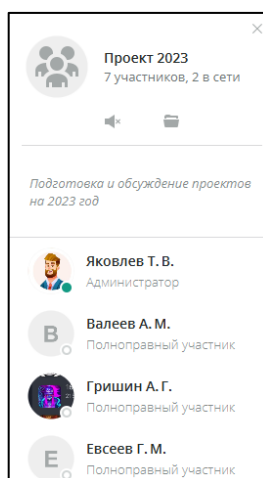 Проект 2023
7 участников, 2 в сети
Подготовка и обсуждение проектов
на 2023 год
Яковлев Т. В.
Администратор
В
Валеев А. М.
Полноправный участник
Гришин А. Г.
Полноправный участник
Е
Евсеев Г. М.
Полноправный участник